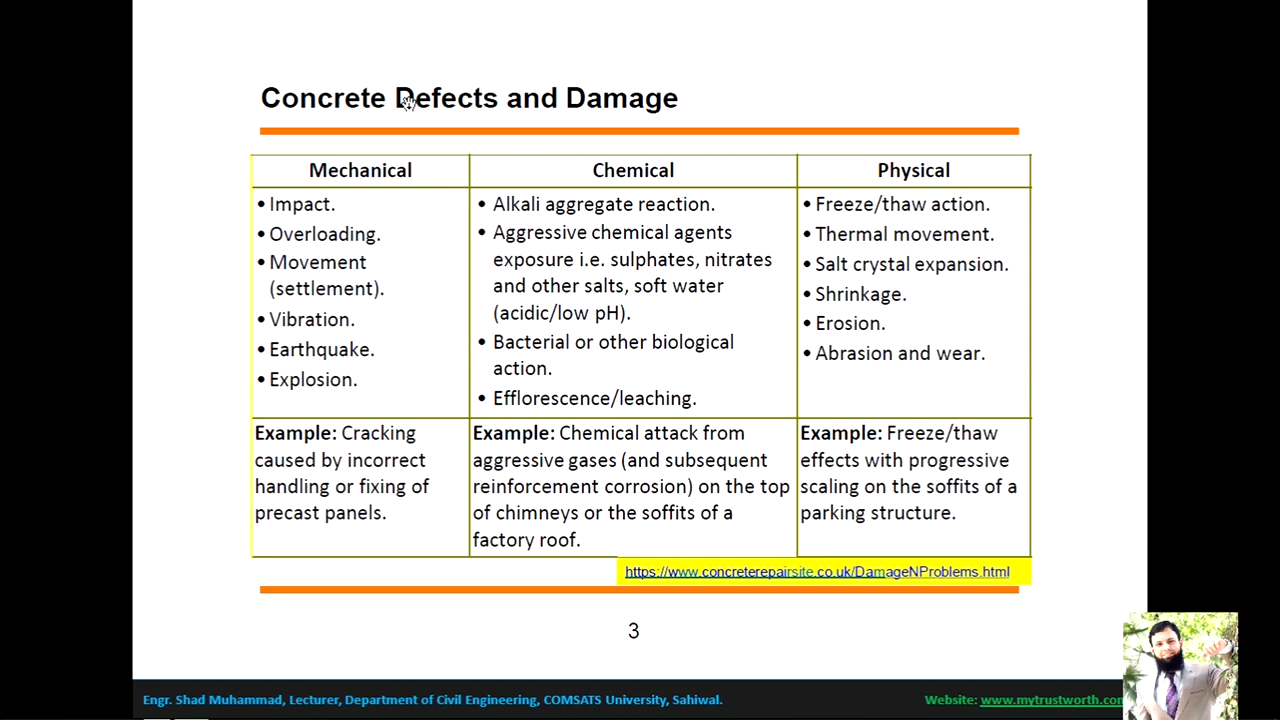 Concrete Defects and Damage
Mechanical
• Impact.
• Overloading.
• Movement
(settlement).
• Vibration.
• Earthquake.
• Explosion.
Example: Cracking
caused by incorrect
handling or fixing of
precast panels.
Chemical
• Alkali aggregate reaction.
• Aggressive chemical agents
exposure i.e. sulphates, nitrates
and other salts, soft water
(acidic/low pH).
• Bacterial or other biological
action.
• Efflorescence/leaching.
Example: Chemical attack from
aggressive gases (and subsequent
reinforcement corrosion) on the top
of chimneys or the soffits of a
factory roof.
Physical
• Freeze/thaw action.
• Thermal movement.
• Salt crystal expansion.
• Shrinkage.
• Erosion.
• Abrasion and wear.
Example: Freeze/thaw
effects with progressive
scaling on the soffits of a
parking structure.
https://www.concreterepairsite.co.uk/DamageNProblems.html
3
Engr. Shad Muhammad, Lecturer, Department of Civil Engineering, COMSATS University, Sahiwal.
Website: www.mytrustworth.com